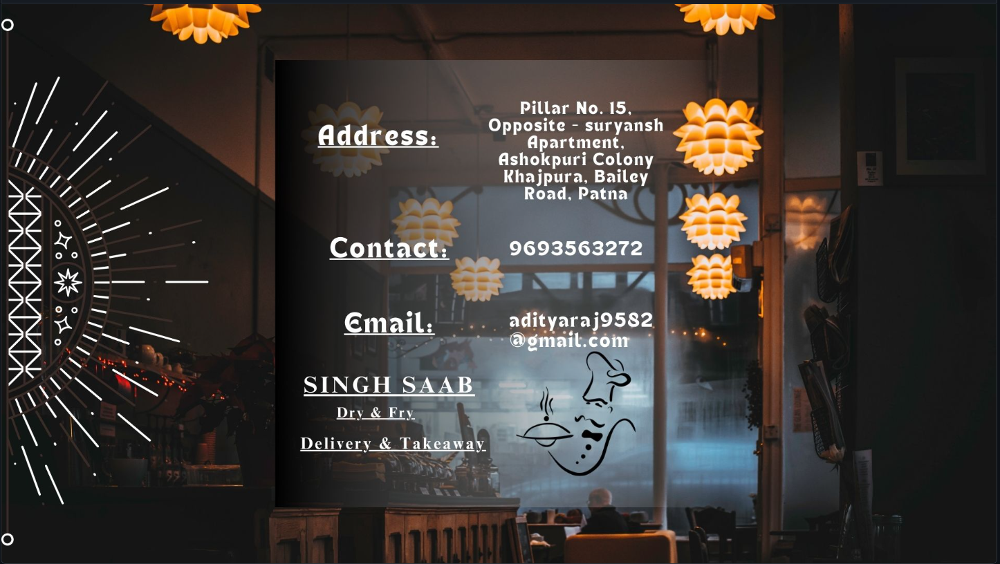 Address:
Pillar No. 15,
Opposite - suryansh
Apartment,
Ashokpuri Colony
Khajpura, Bailey
Road, Patna
Contact:
9693563272
Email:
adityaraj9582
@gmail.com
SINGH SAAB
Dry & Fry
Delivery & Takeaway